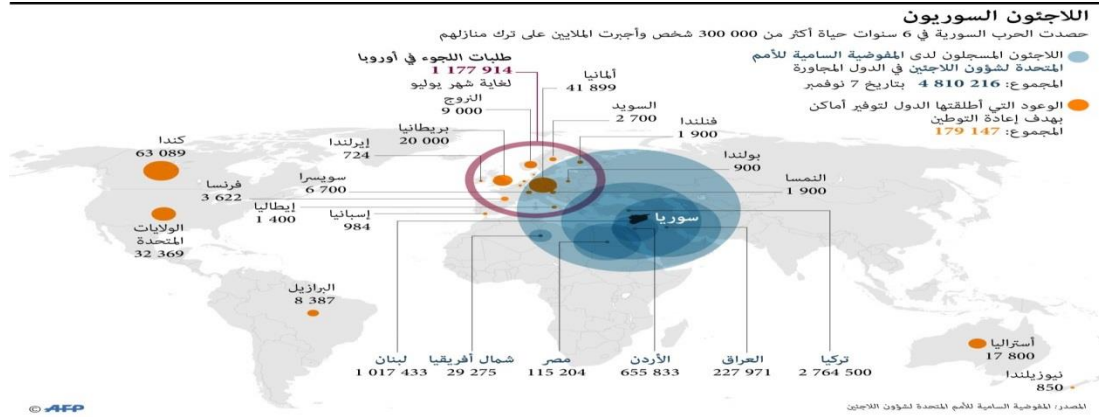 اللاجئون السوريون
حصدت الحرب السورية في 6 سنوات حياة أكثر من 000 300 شخص وأجبرت الملايين على ترك منازلهم
اللاجئون المسجلون لدى المفوضية السامية للأمم
المتحدة لشؤون اللاجئين في الدول المجاورة
المجموع: 216 810 4 بتاريخ 7 نوفمبر
الوعود التي أطلقتها الدول لتوفير أماكن
بهدف إعادة التوطين
المجموع: 147 179
طلبات اللجوء في أوروبا
1 177 914
لغاية شهر يوليو
ألمانيا
41 899
النروج
9 000
السويد
2 700
فنلندا
1 900
بريطانيا
20 000
إيرلندا
724
بولندا
900
كندا
63 089
سويسرا
6 700
النمسا
1 900
فرنسا
3 622
إيطاليا
1 400
إسبانيا
984
سوريا
الولايات
المتحدة
32 369
البرازيل
8 387
تركيا
2 764 500
العراق
227 971
الأردن
655 833
مصر
115 204
شمال أفريقيا
29 275
لبنان
1 017 433
أستراليا
17 800
نيوزيلندا
850
المصدر: المفوضية السامية للأمم المتحدة لشؤون اللاجئين
© AFP